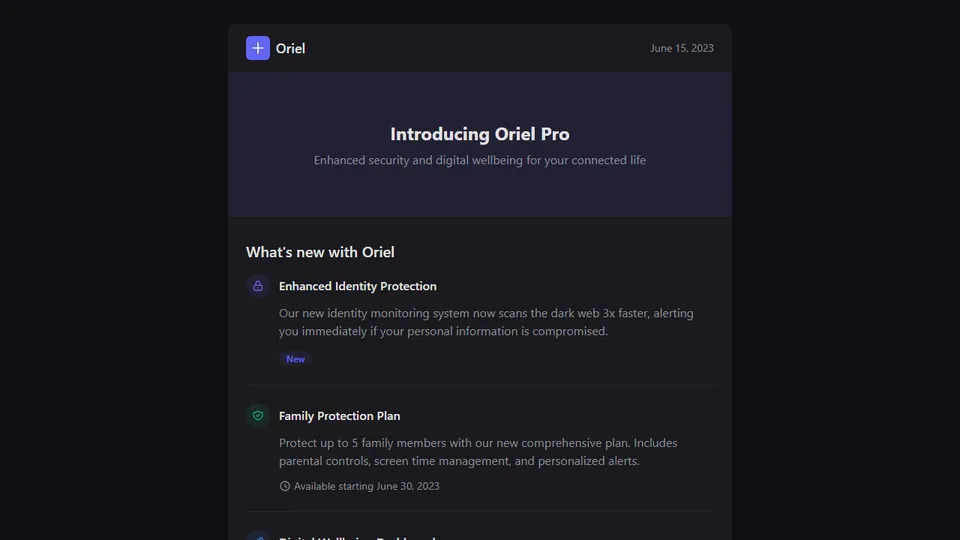 Oriel
June 15, 2023
Introducing Oriel Pro
Enhanced security and digital wellbeing for your connected life
What's new with Oriel
Enhanced Identity Protection
Our new identity monitoring system now scans the dark web 3x faster, alerting
you immediately if your personal information is compromised.
New
Family Protection Plan
Protect up to 5 family members with our new comprehensive plan. Includes
parental controls, screen time management, and personalized alerts.
Available starting June 30, 2023